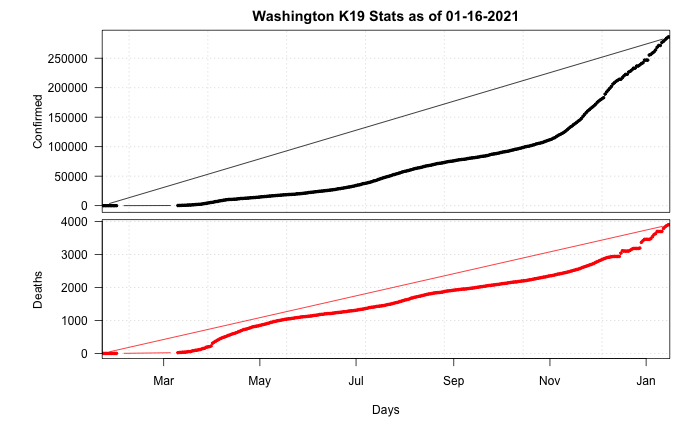 Washington K19 Stats as of 01-16-2021
Confirmed
250000
200000
150000
100000
50000
0
Deaths
4000
3000
2000
1000
0
Mar May Jul Sep Nov Jan
Days